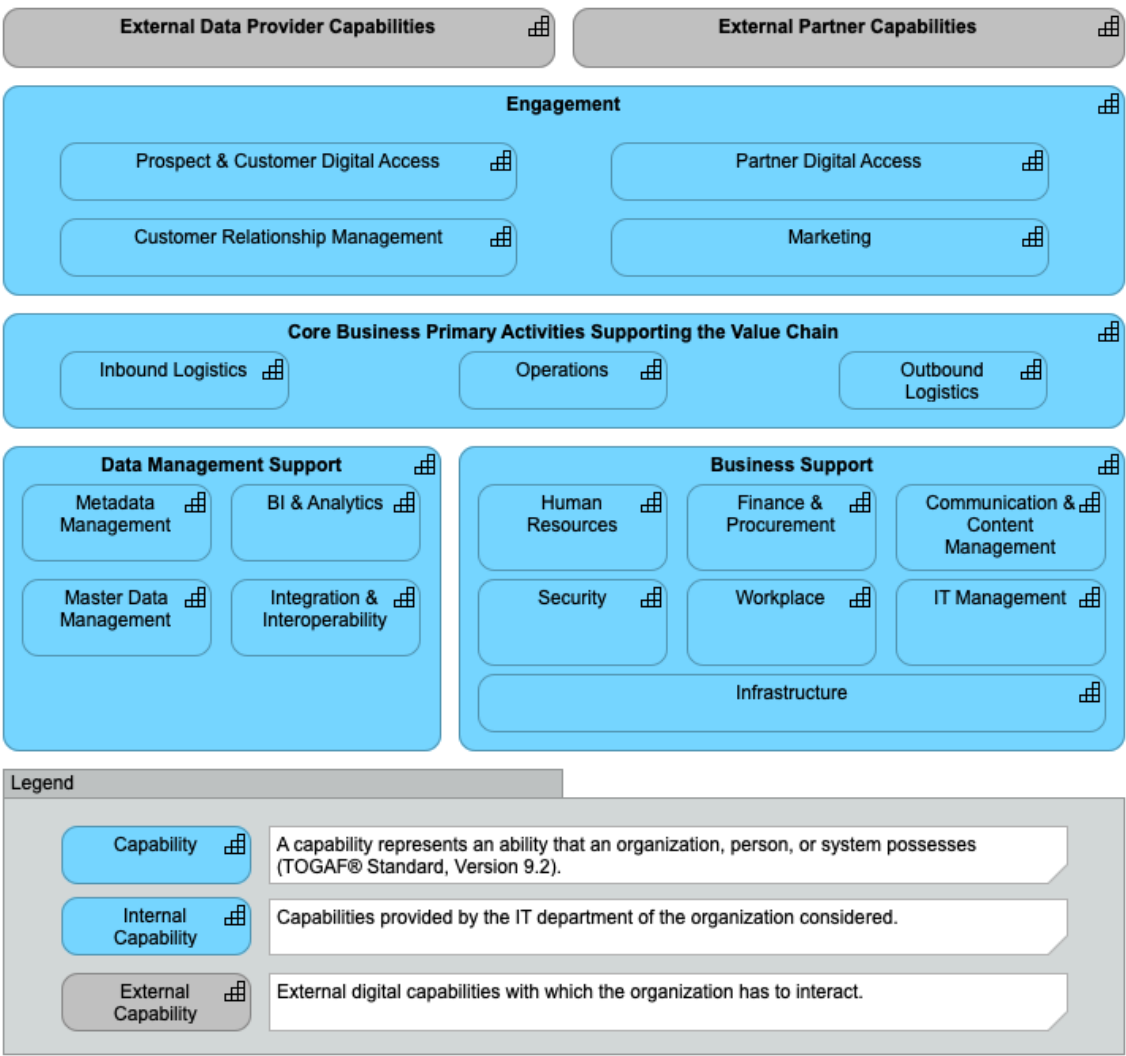 External Data Provider Capabilities
External Partner Capabilities
Engagement
Prospect & Customer Digital Access
Partner Digital Access
Customer Relationship Management
Marketing
Core Business Primary Activities Supporting the Value Chain
Inbound Logistics
Operations
Outbound
Logistics
Data Management Support
Metadata
Management
BI & Analytics
Master Data
Management
Integration &
Interoperability
Business Support
Human
Resources
Finance &
Procurement
Communication &
Content
Management
Security
Workplace
IT Management
Infrastructure
Legend
Capability
A capability represents an ability that an organization, person, or system possesses
(TOGAF® Standard, Version 9.2).
Internal
Capability
Capabilities provided by the IT department of the organization considered.
External
Capability
External digital capabilities with which the organization has to interact.